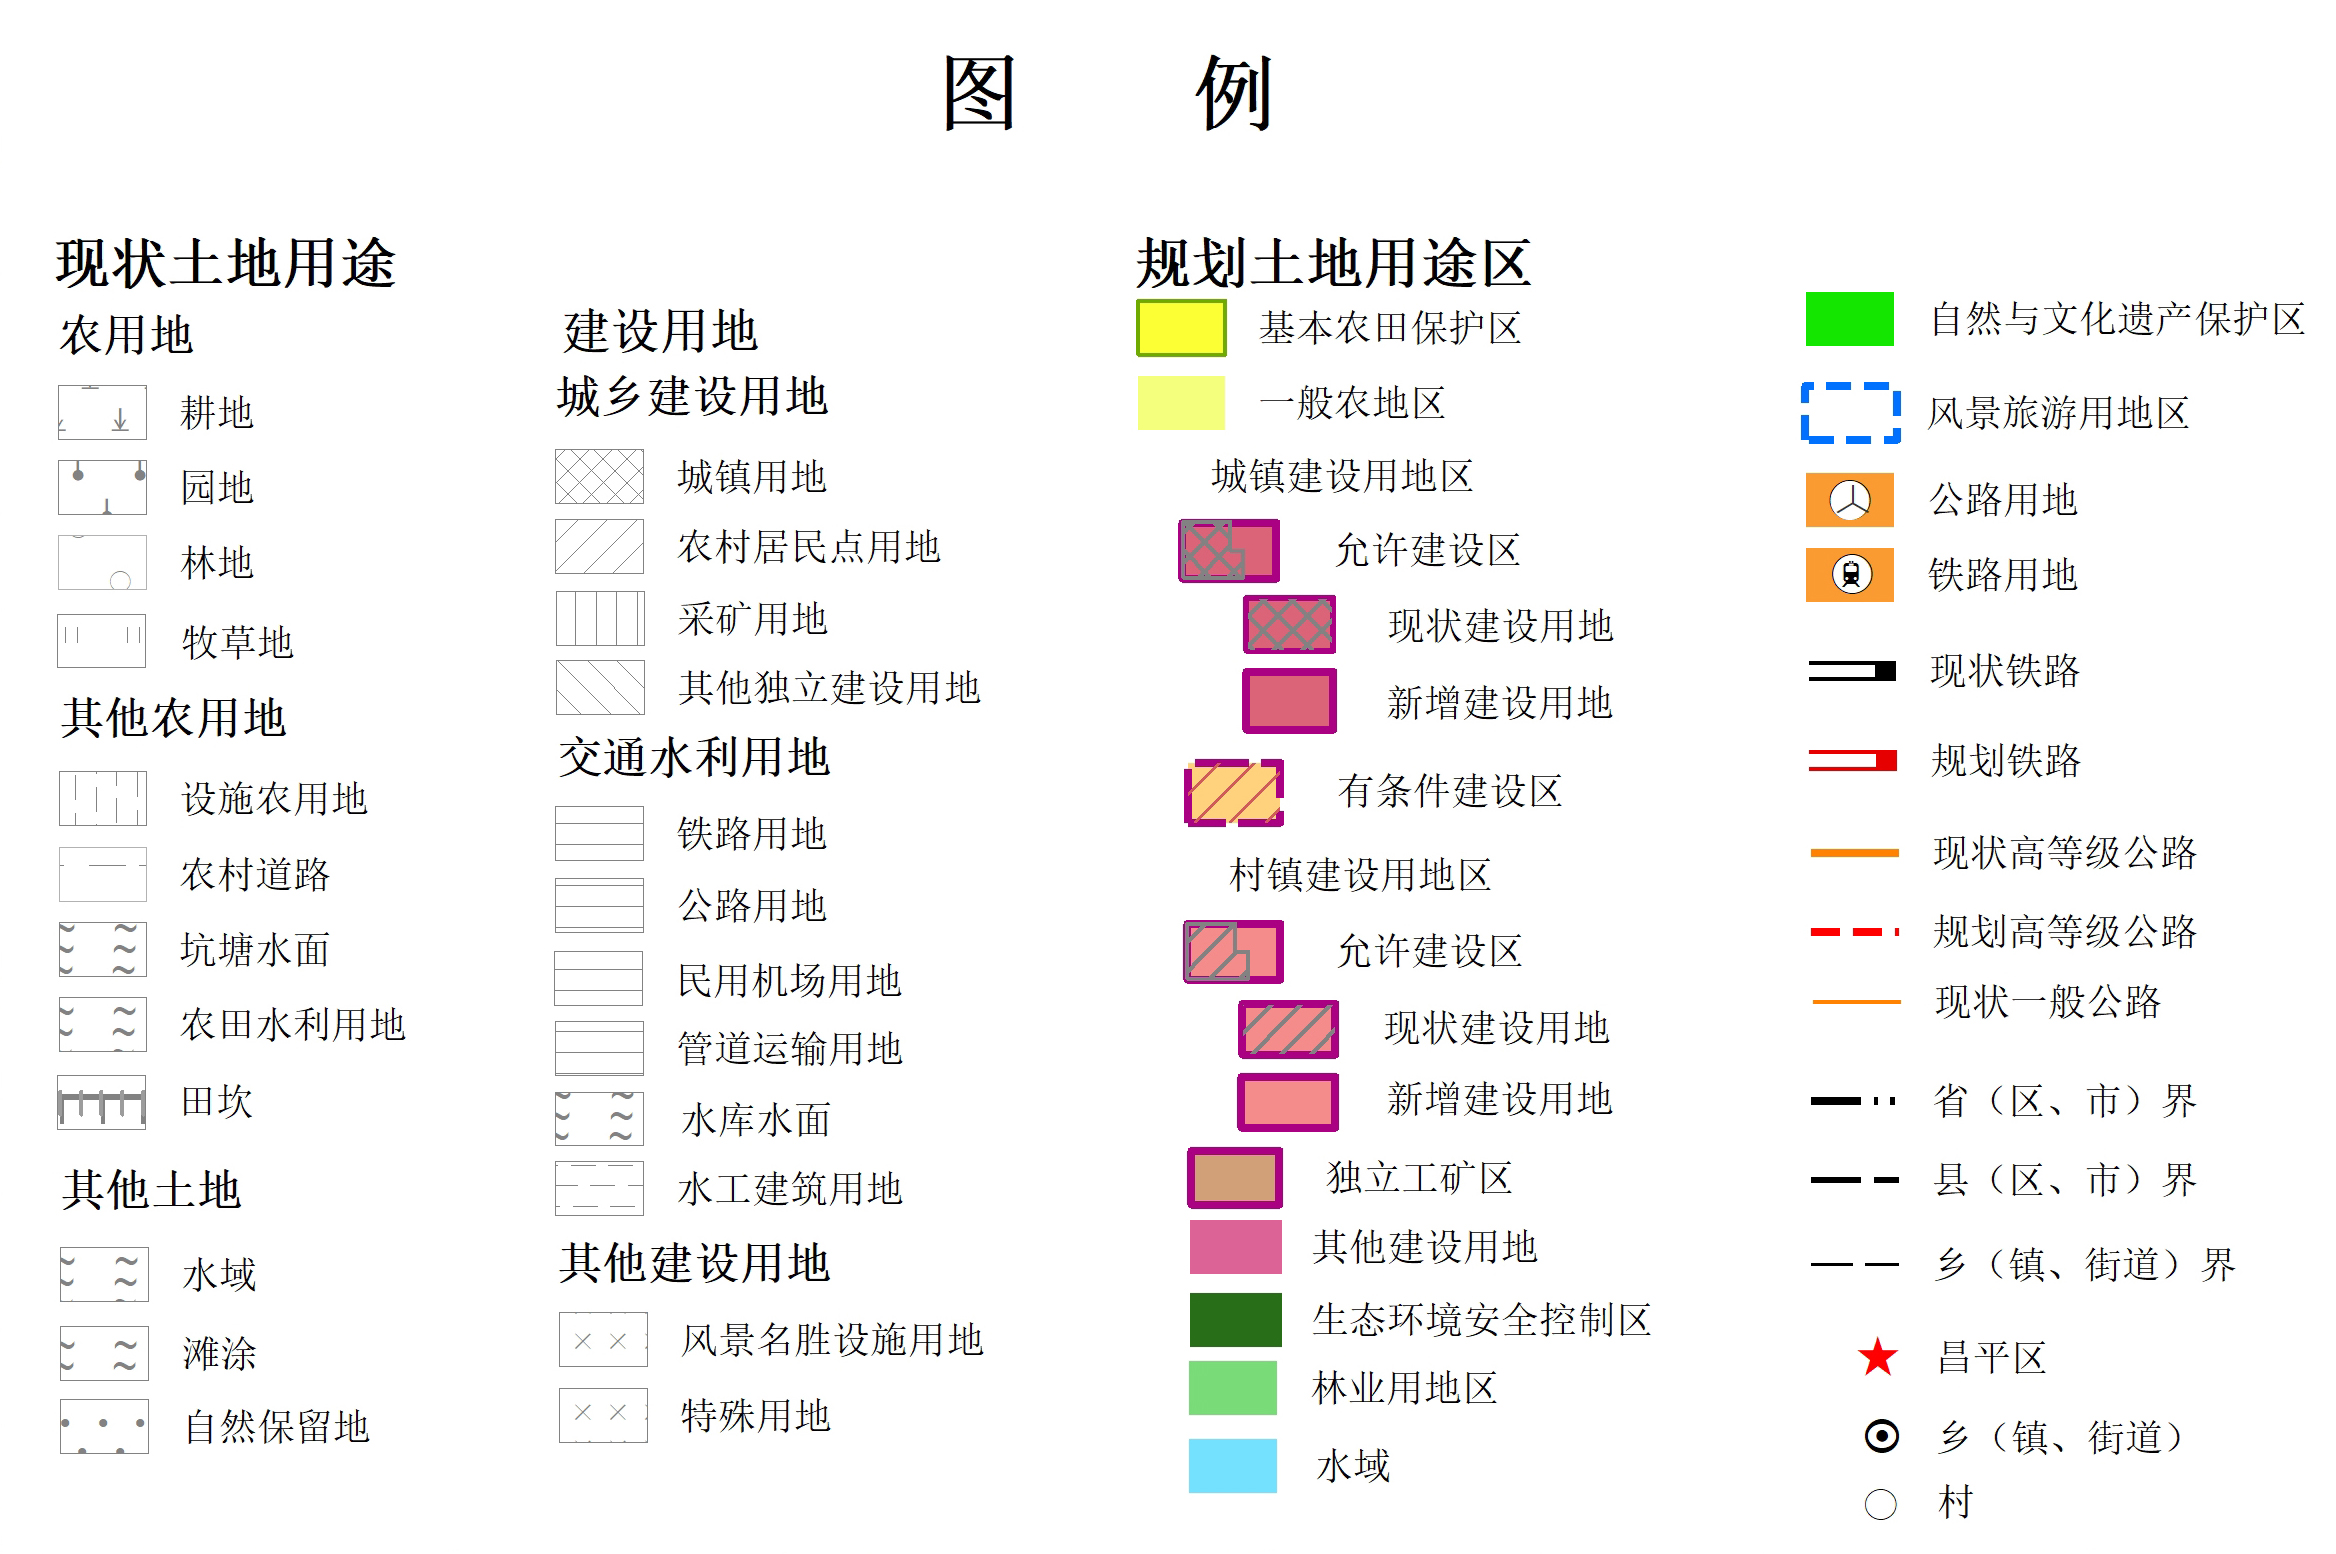 图 例
现状土地用途
农用地
耕地
园地
林地
牧草地
其他农用地
设施农用地
农村道路
坑塘水面
农田水利用地
田坎
其他土地
水域
滩涂
自然保留地
建设用地
城乡建设用地
城镇用地
农村居民点用地
采矿用地
其他独立建设用地
交通水利用地
铁路用地
公路用地
民用机场用地
管道运输用地
水库水面
水工建筑用地
其他建设用地
风景名胜设施用地
特殊用地
规划土地用途区
基本农田保护区
一般农地区
城镇建设用地区
允许建设区
现状建设用地
新增建设用地
有条件建设区
村镇建设用地区
允许建设区
现状建设用地
新增建设用地
独立工矿区
其他建设用地
生态环境安全控制区
林业用地区
水域
自然与文化遗产保护区
风景旅游用地区
公路用地
铁路用地
现状铁路
规划铁路
现状高等级公路
规划高等级公路
现状一般公路
省（区、市）界
县（区、市）界
乡（镇、街道）界
昌平区
乡（镇、街道）
村